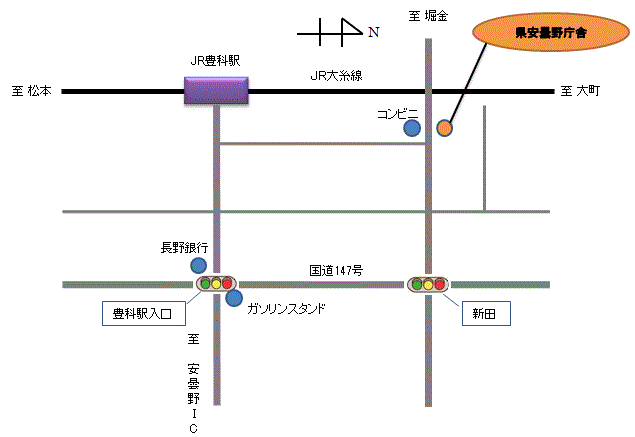 至 堀金
N
県安曇野庁舎
JR豊科駅
JR大糸線
至 松本
至 大町
コンビニ
長野銀行
国道147号
豊科駅入口
ガソリンスタンド
新田
至 安曇野IC